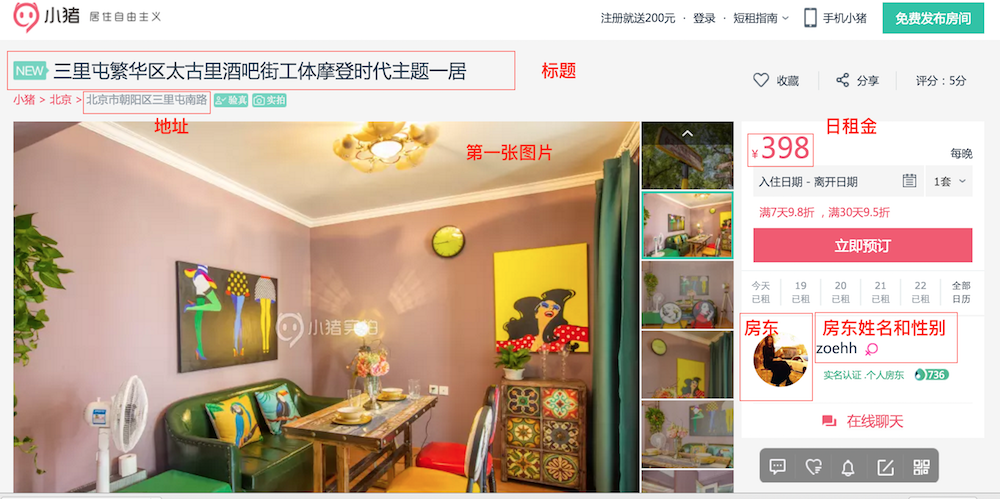 小猪 居住自由主义
注册就送200元 · 登录 · 短租指南 手机小猪 免费发布房间
NEW 三里屯繁华区太古里酒吧街工体摩登时代主题一居 标题
收藏 分享 评分：5分
小猪 > 北京 > 北京市朝阳区三里屯南路 验真 实拍
地址
日租金
第一张图片
¥398 每晚
入住日期 - 离开日期 1套
满7天9.8折 ，满30天9.5折
立即预订
今天 19 20 21 22 全部
已租 已租 已租 已租 已租 日历
小猪实拍
房东 房东姓名和性别
zoehh
实名认证 .个人房东 736
在线聊天